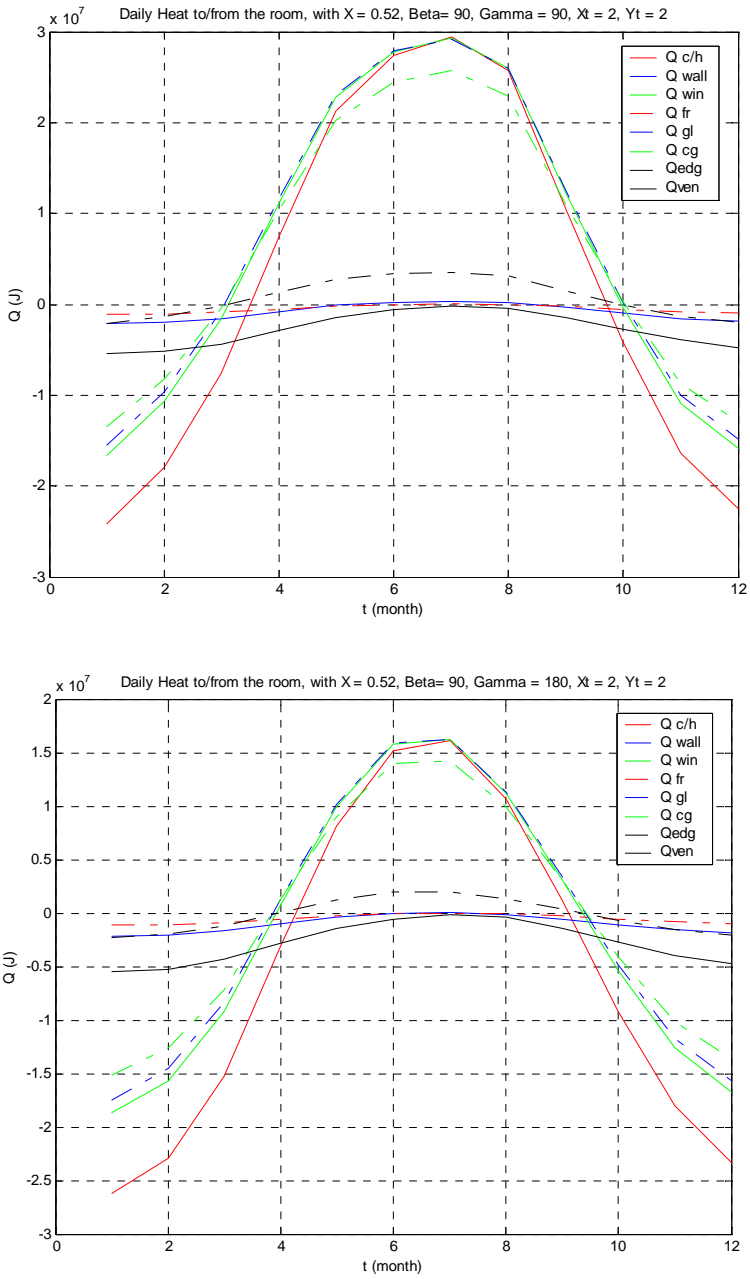 Daily Heat to/from the room, with X = 0.52, Beta= 90, Gamma = 90, Xt = 2, Yt = 2
x 10^7
3
2
1
0
-1
-2
-3
Q (J)
0 2 4 6 8 10 12
t (month)
Q c/h
Q wall
Q win
Q fr
Q gl
Q cg
Qedg
Qven
Daily Heat to/from the room, with X = 0.52, Beta= 90, Gamma = 180, Xt = 2, Yt = 2
x 10^7
2
1.5
1
0.5
0
-0.5
-1
-1.5
-2
-2.5
-3
Q (J)
0 2 4 6 8 10 12
t (month)
Q c/h
Q wall
Q win
Q fr
Q gl
Q cg
Qedg
Qven